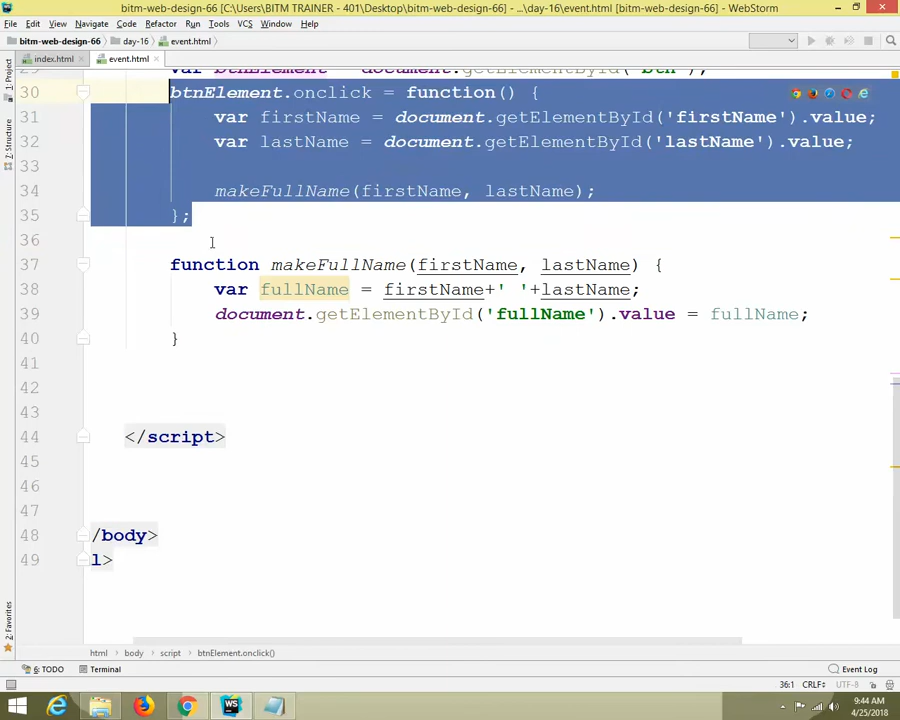 bitm-web-design-66 [C:\Users\BITM TRAINER - 401\Desktop\bitm-web-design-66] - ...\day-16\event.html [bitm-web-design-66] - WebStorm
File Edit View Navigate Code Refactor Run Tools VCS Window Help
bitm-web-design-66 day-16 event.html
index.html event.html
1: Project
7: Structure
2: Favorites
30 btnElement.onclick = function() {
31 var firstName = document.getElementById('firstName').value;
32 var lastName = document.getElementById('lastName').value;
33
34 makeFullName(firstName, lastName);
35 };
36
37 function makeFullName(firstName, lastName) {
38 var fullName = firstName+' '+lastName;
39 document.getElementById('fullName').value = fullName;
40 }
41
42
43
44 </script>
45
46
47
48 /body>
49 l>
html body script btnElement.onclick()
6: TODO Terminal Event Log
36:1 CRLF UTF-8
9:44 AM
4/25/2018